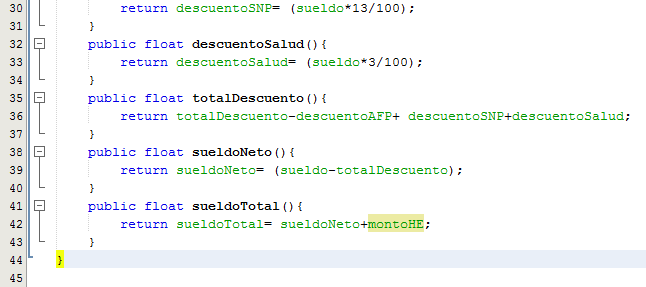 30 return descuentoSNP= (sueldo*13/100);
31 }
32 public float descuentoSalud(){
33 return descuentoSalud= (sueldo*3/100);
34 }
35 public float totalDescuento(){
36 return totalDescuento-descuentoAFP+ descuentoSNP+descuentoSalud;
37 }
38 public float sueldoNeto(){
39 return sueldoNeto= (sueldo-totalDescuento);
40 }
41 public float sueldoTotal(){
42 return sueldoTotal= sueldoNeto+montoHE;
43 }
44 }
45